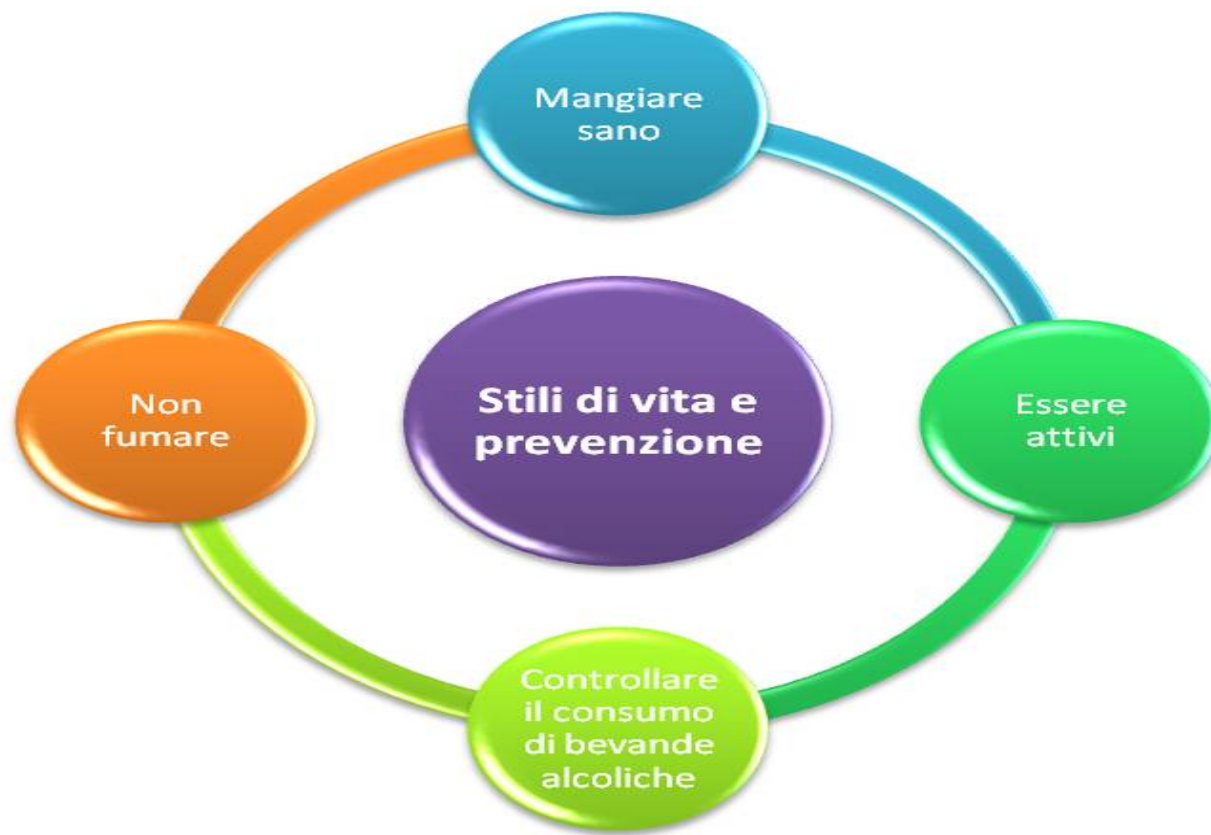 Mangiare
sano
Non
fumare
Stili di vita e
prevenzione
Essere
attivi
Controllare
il consumo
di bevande
alcoliche